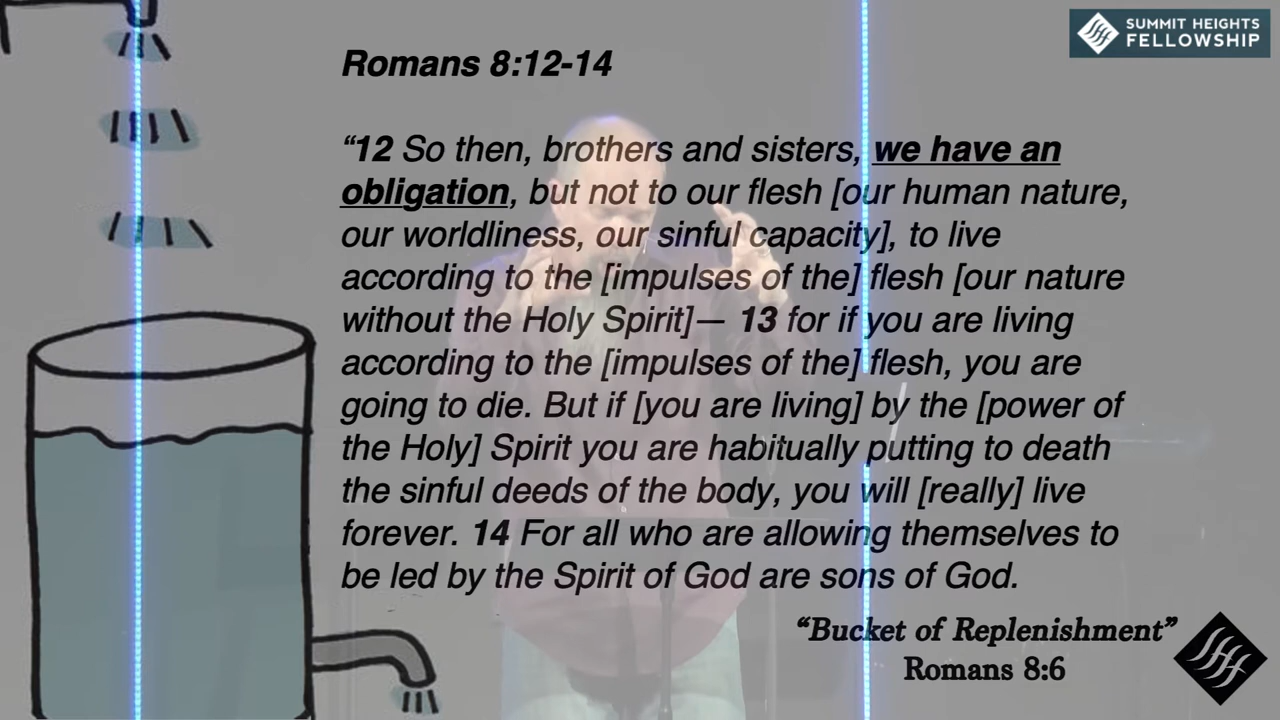 SUMMIT HEIGHTS
FELLOWSHIP
Romans 8:12-14
“12 So then, brothers and sisters, we have an
obligation, but not to our flesh [our human nature,
our worldliness, our sinful capacity], to live
according to the [impulses of the] flesh [our nature
without the Holy Spirit]— 13 for if you are living
according to the [impulses of the] flesh, you are
going to die. But if [you are living] by the [power of
the Holy] Spirit you are habitually putting to death
the sinful deeds of the body, you will [really] live
forever. 14 For all who are allowing themselves to
be led by the Spirit of God are sons of God.
“Bucket of Replenishment”
Romans 8:6